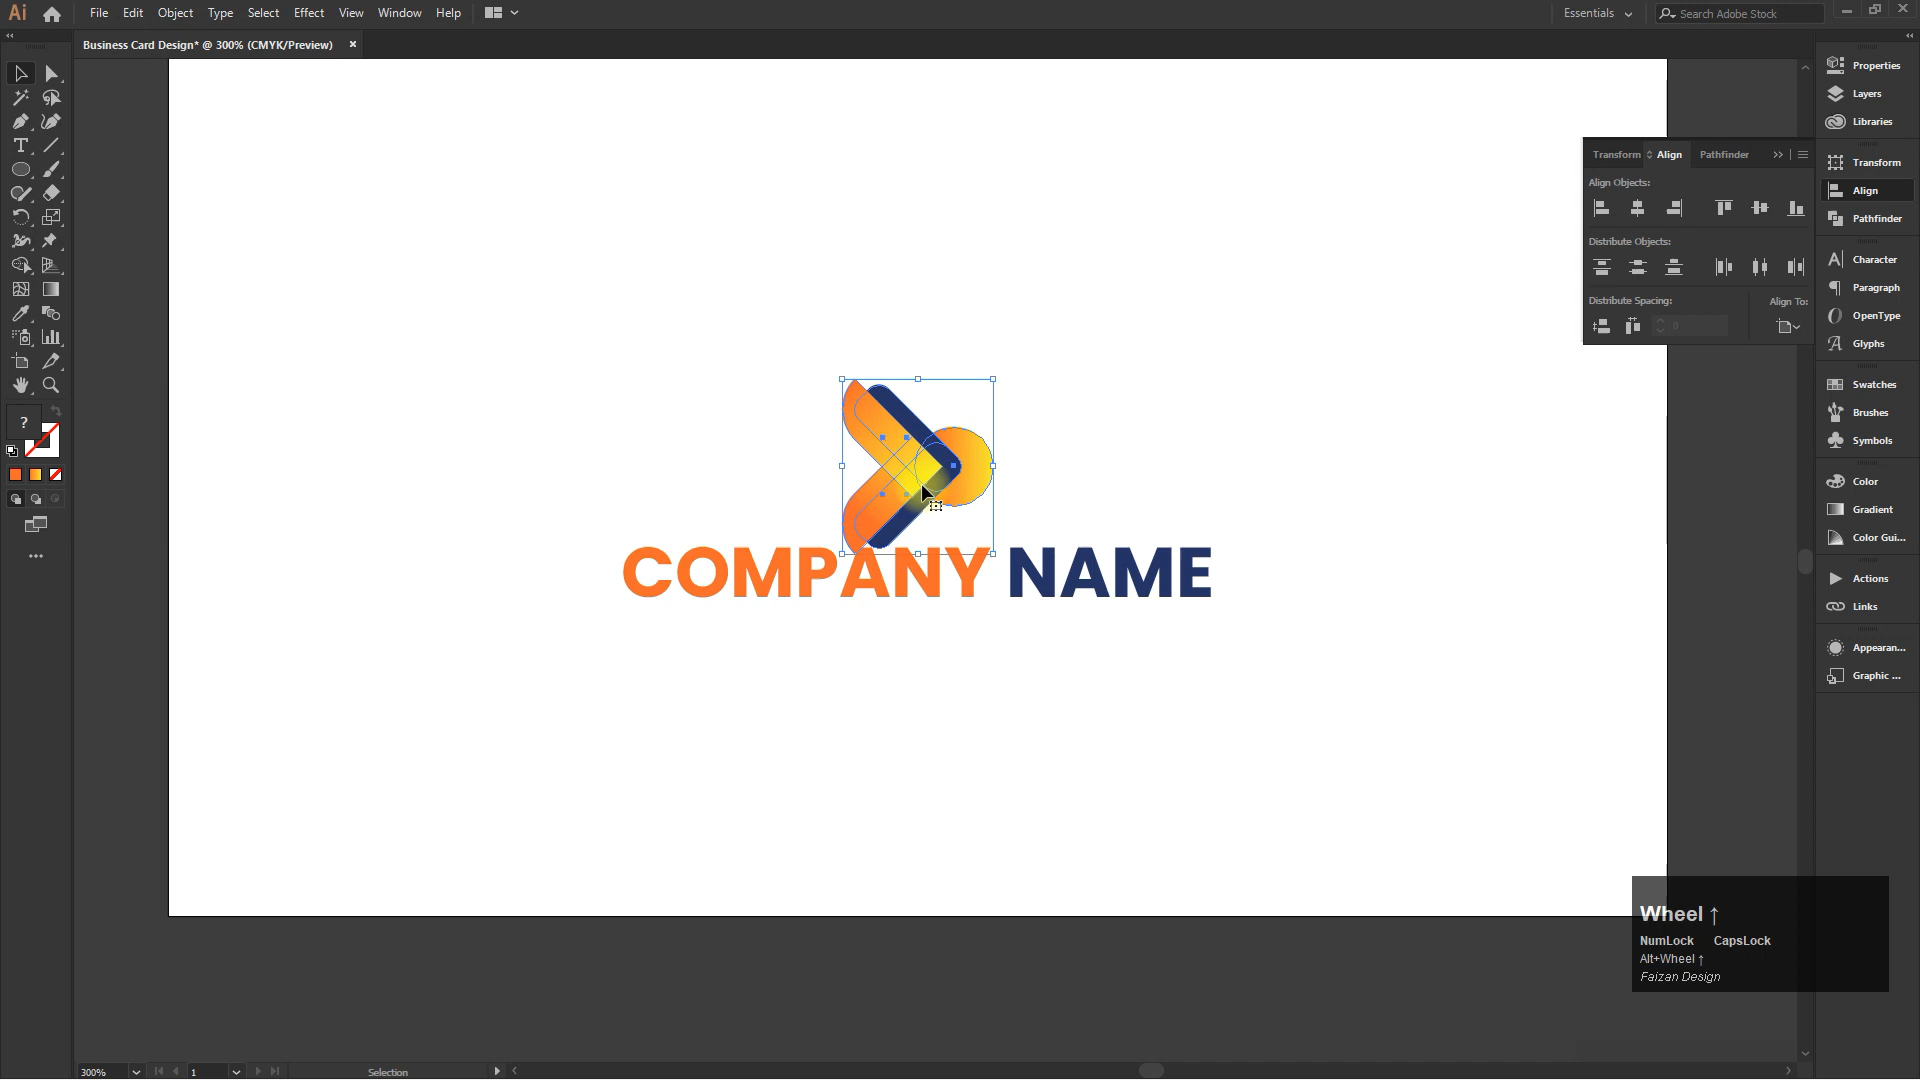 Ai File Edit Object Type Select Effect View Window Help
Essentials
Search Adobe Stock
Business Card Design* @ 300% (CMYK/Preview) ×
Properties
Layers
Libraries
Transform Align Pathfinder
Align Objects:
Distribute Objects:
Distribute Spacing:
Align To:
0
Transform
Align
Pathfinder
Character
Paragraph
OpenType
Glyphs
Swatches
Brushes
Symbols
Color
Gradient
Color Gui...
Actions
Links
Appearan...
Graphic ...
T
?
COMPANY NAME
Wheel ↑
NumLock CapsLock
Alt+Wheel ↑
Faizan Design
300%
1
Selection